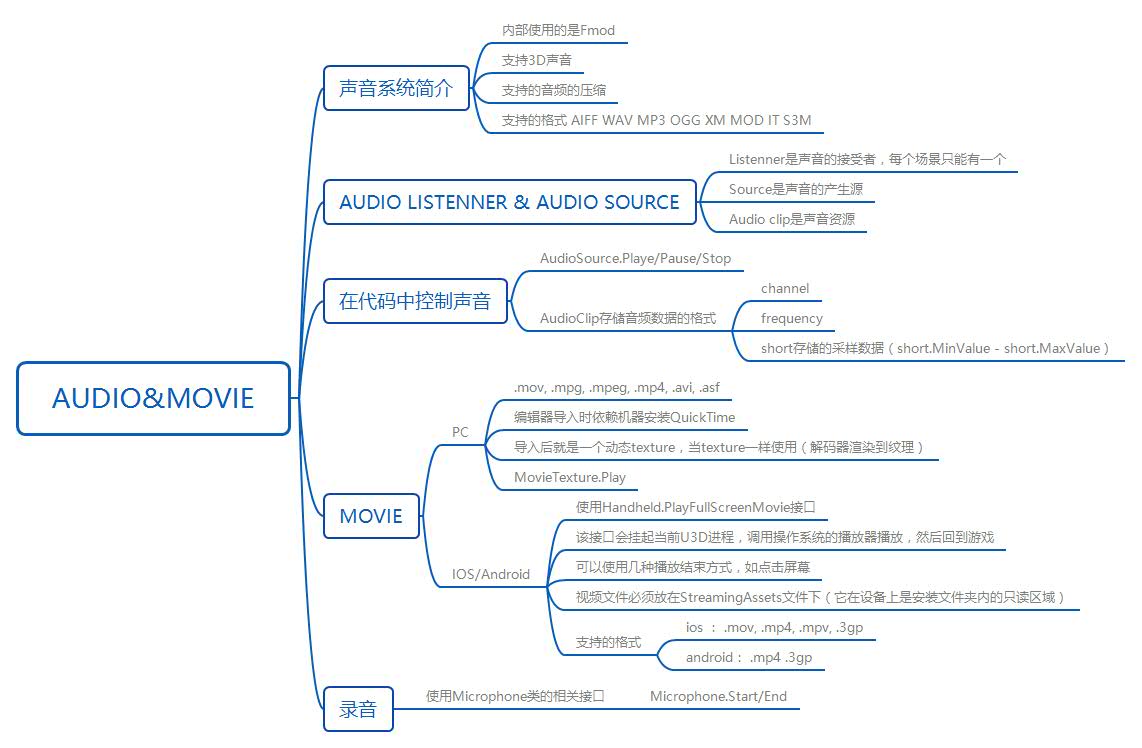 内部使用的是Fmod
支持3D声音
声音系统简介
支持的音频的压缩
支持的格式 AIFF WAV MP3 OGG XM MOD IT S3M
Listenner是声音的接受者，每个场景只能有一个
AUDIO LISTENNER & AUDIO SOURCE
Source是声音的产生源
Audio clip是声音资源
AudioSource.Playe/Pause/Stop
在代码中控制声音
AudioClip存储音频数据的格式
channel
frequency
short存储的采样数据（short.MinValue - short.MaxValue）
AUDIO&MOVIE
MOVIE
PC
.mov, .mpg, .mpeg, .mp4, .avi, .asf
编辑器导入时依赖机器安装QuickTime
导入后就是一个动态texture，当texture一样使用（解码器渲染到纹理）
MovieTexture.Play
IOS/Android
使用Handheld.PlayFullScreenMovie接口
该接口会挂起当前U3D进程，调用操作系统的播放器播放，然后回到游戏
可以使用几种播放结束方式，如点击屏幕
视频文件必须放在StreamingAssets文件下（它在设备上是安装文件夹内的只读区域）
支持的格式
ios ： .mov, .mp4, .mpv, .3gp
android： .mp4 .3gp
录音
使用Microphone类的相关接口
Microphone.Start/End